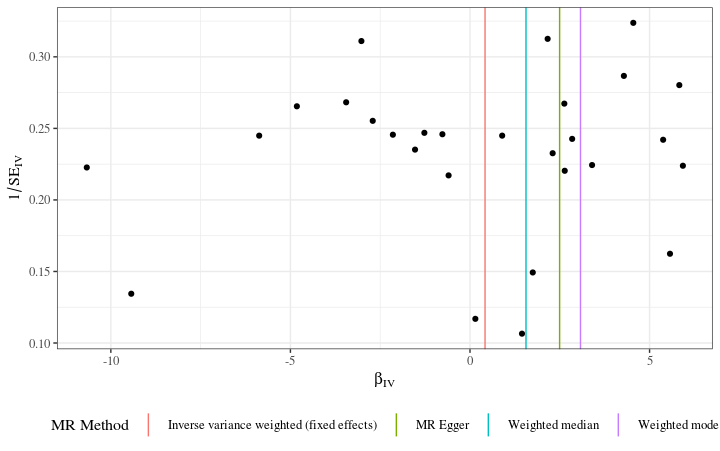 0.30
0.25
0.20
0.15
0.10
1/SE_IV
-10
-5
0
5
β_IV
MR Method
Inverse variance weighted (fixed effects)
MR Egger
Weighted median
Weighted mode